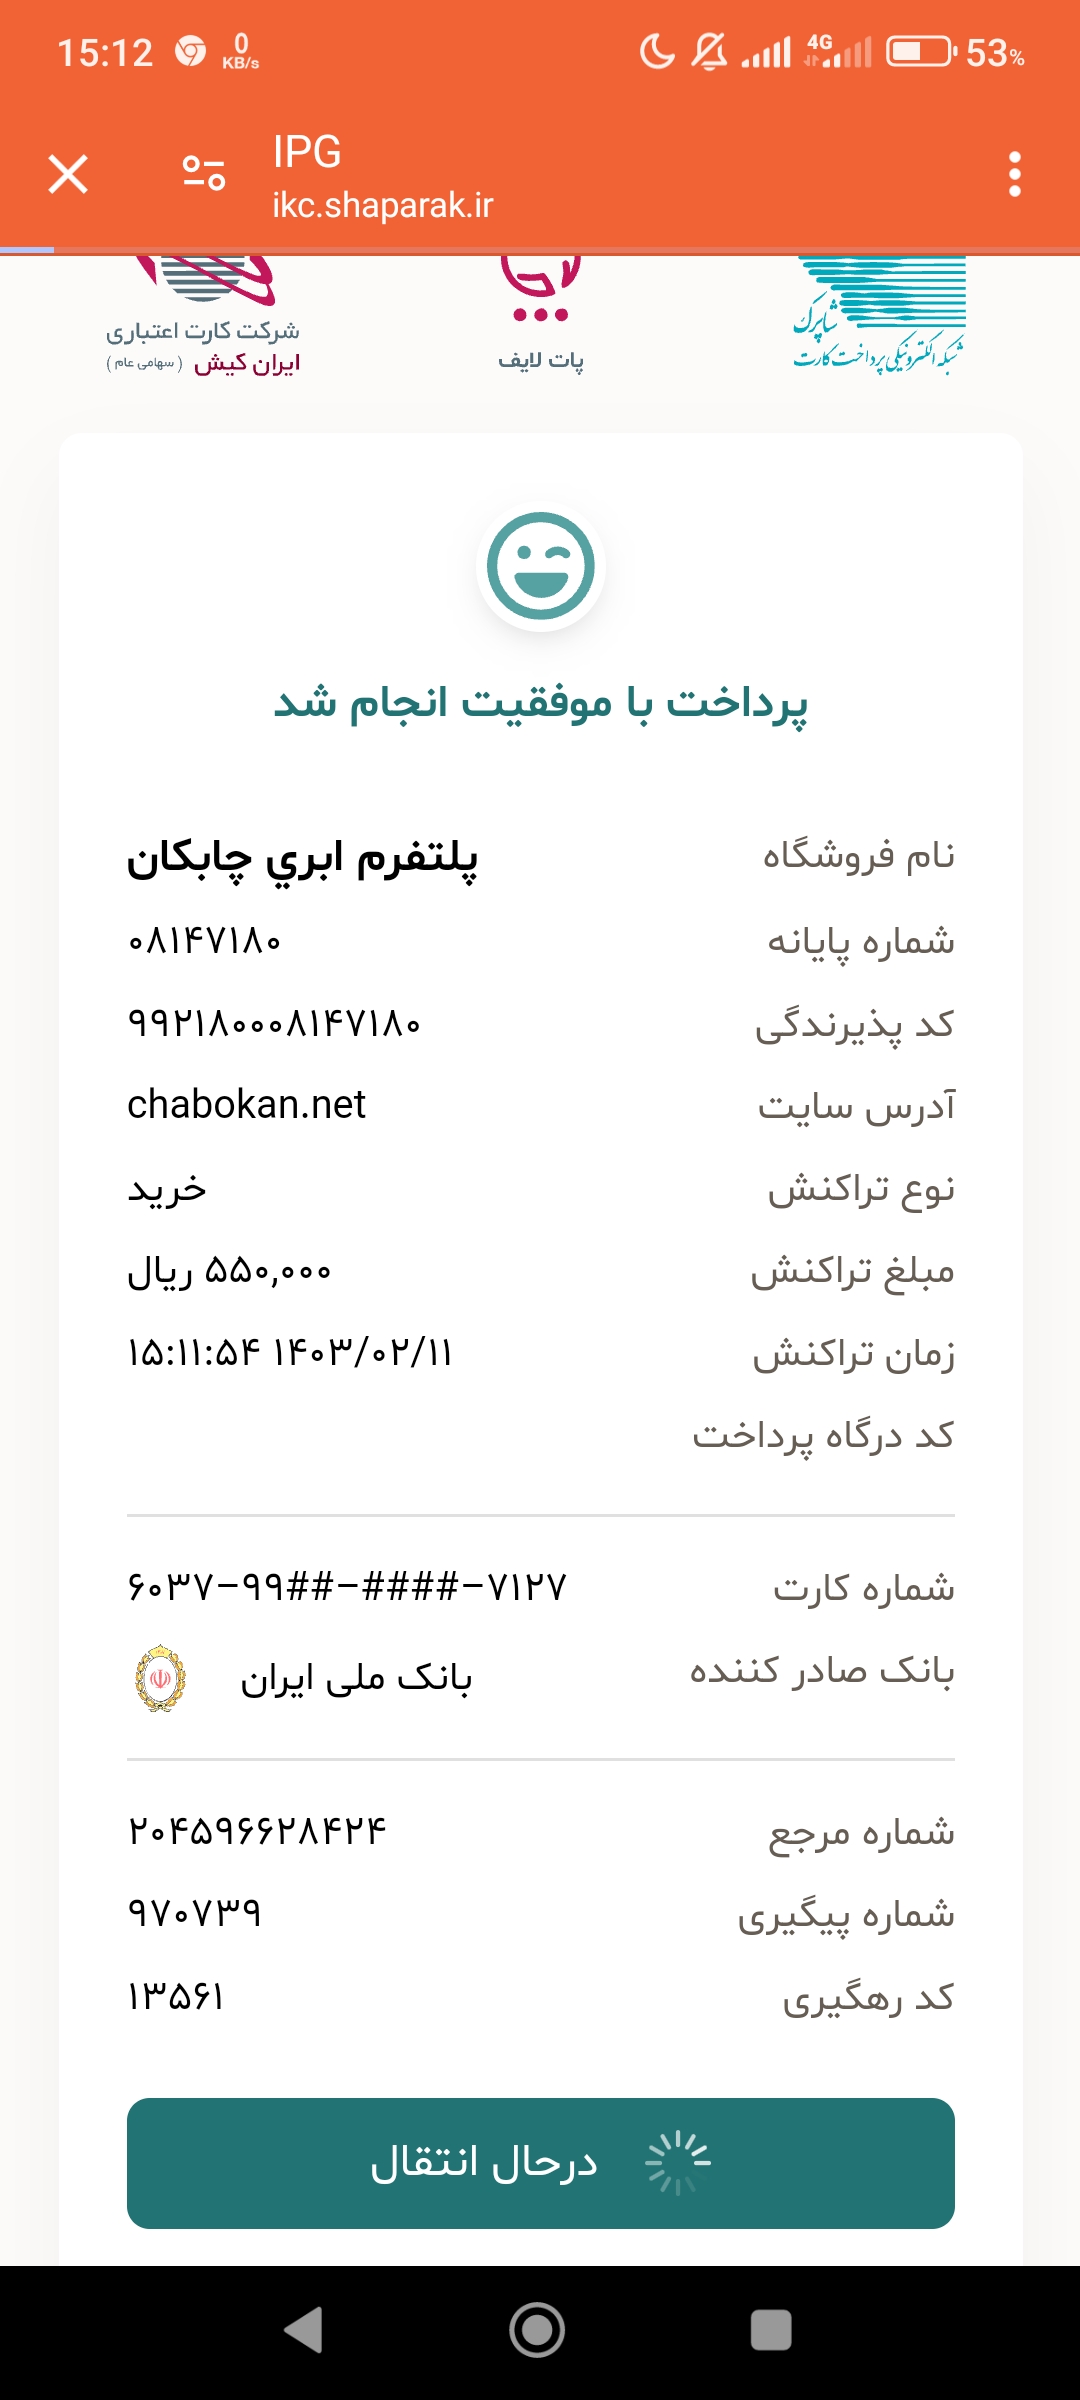 15:12
0
KB/s
4G
53%
IPG
ikc.shaparak.ir
شاپرک
شبکه الکترونیکی پرداخت کارت
پات لایف
شرکت کارت اعتباری
ایران کیش (سهامی عام)
پرداخت با موفقیت انجام شد
نام فروشگاه پلتفرم ابري چابکان
شماره پایانه ۰۸۱۴۷۱۸۰
کد پذیرندگی ۹۹۲۱۸۰۰۰۸۱۴۷۱۸۰
آدرس سایت chabokan.net
نوع تراکنش خرید
مبلغ تراکنش ۵۵۰,۰۰۰ ریال
زمان تراکنش ۱۵:۱۱:۵۴ ۱۴۰۳/۰۲/۱۱
کد درگاه پرداخت
شماره کارت ۶۰۳۷-۹۹##-####-۷۱۲۷
بانک صادر کننده بانک ملی ایران
شماره مرجع ۲۰۴۵۹۶۶۲۸۴۲۴
شماره پیگیری ۹۷۰۷۳۹
کد رهگیری ۱۳۵۶۱
درحال انتقال